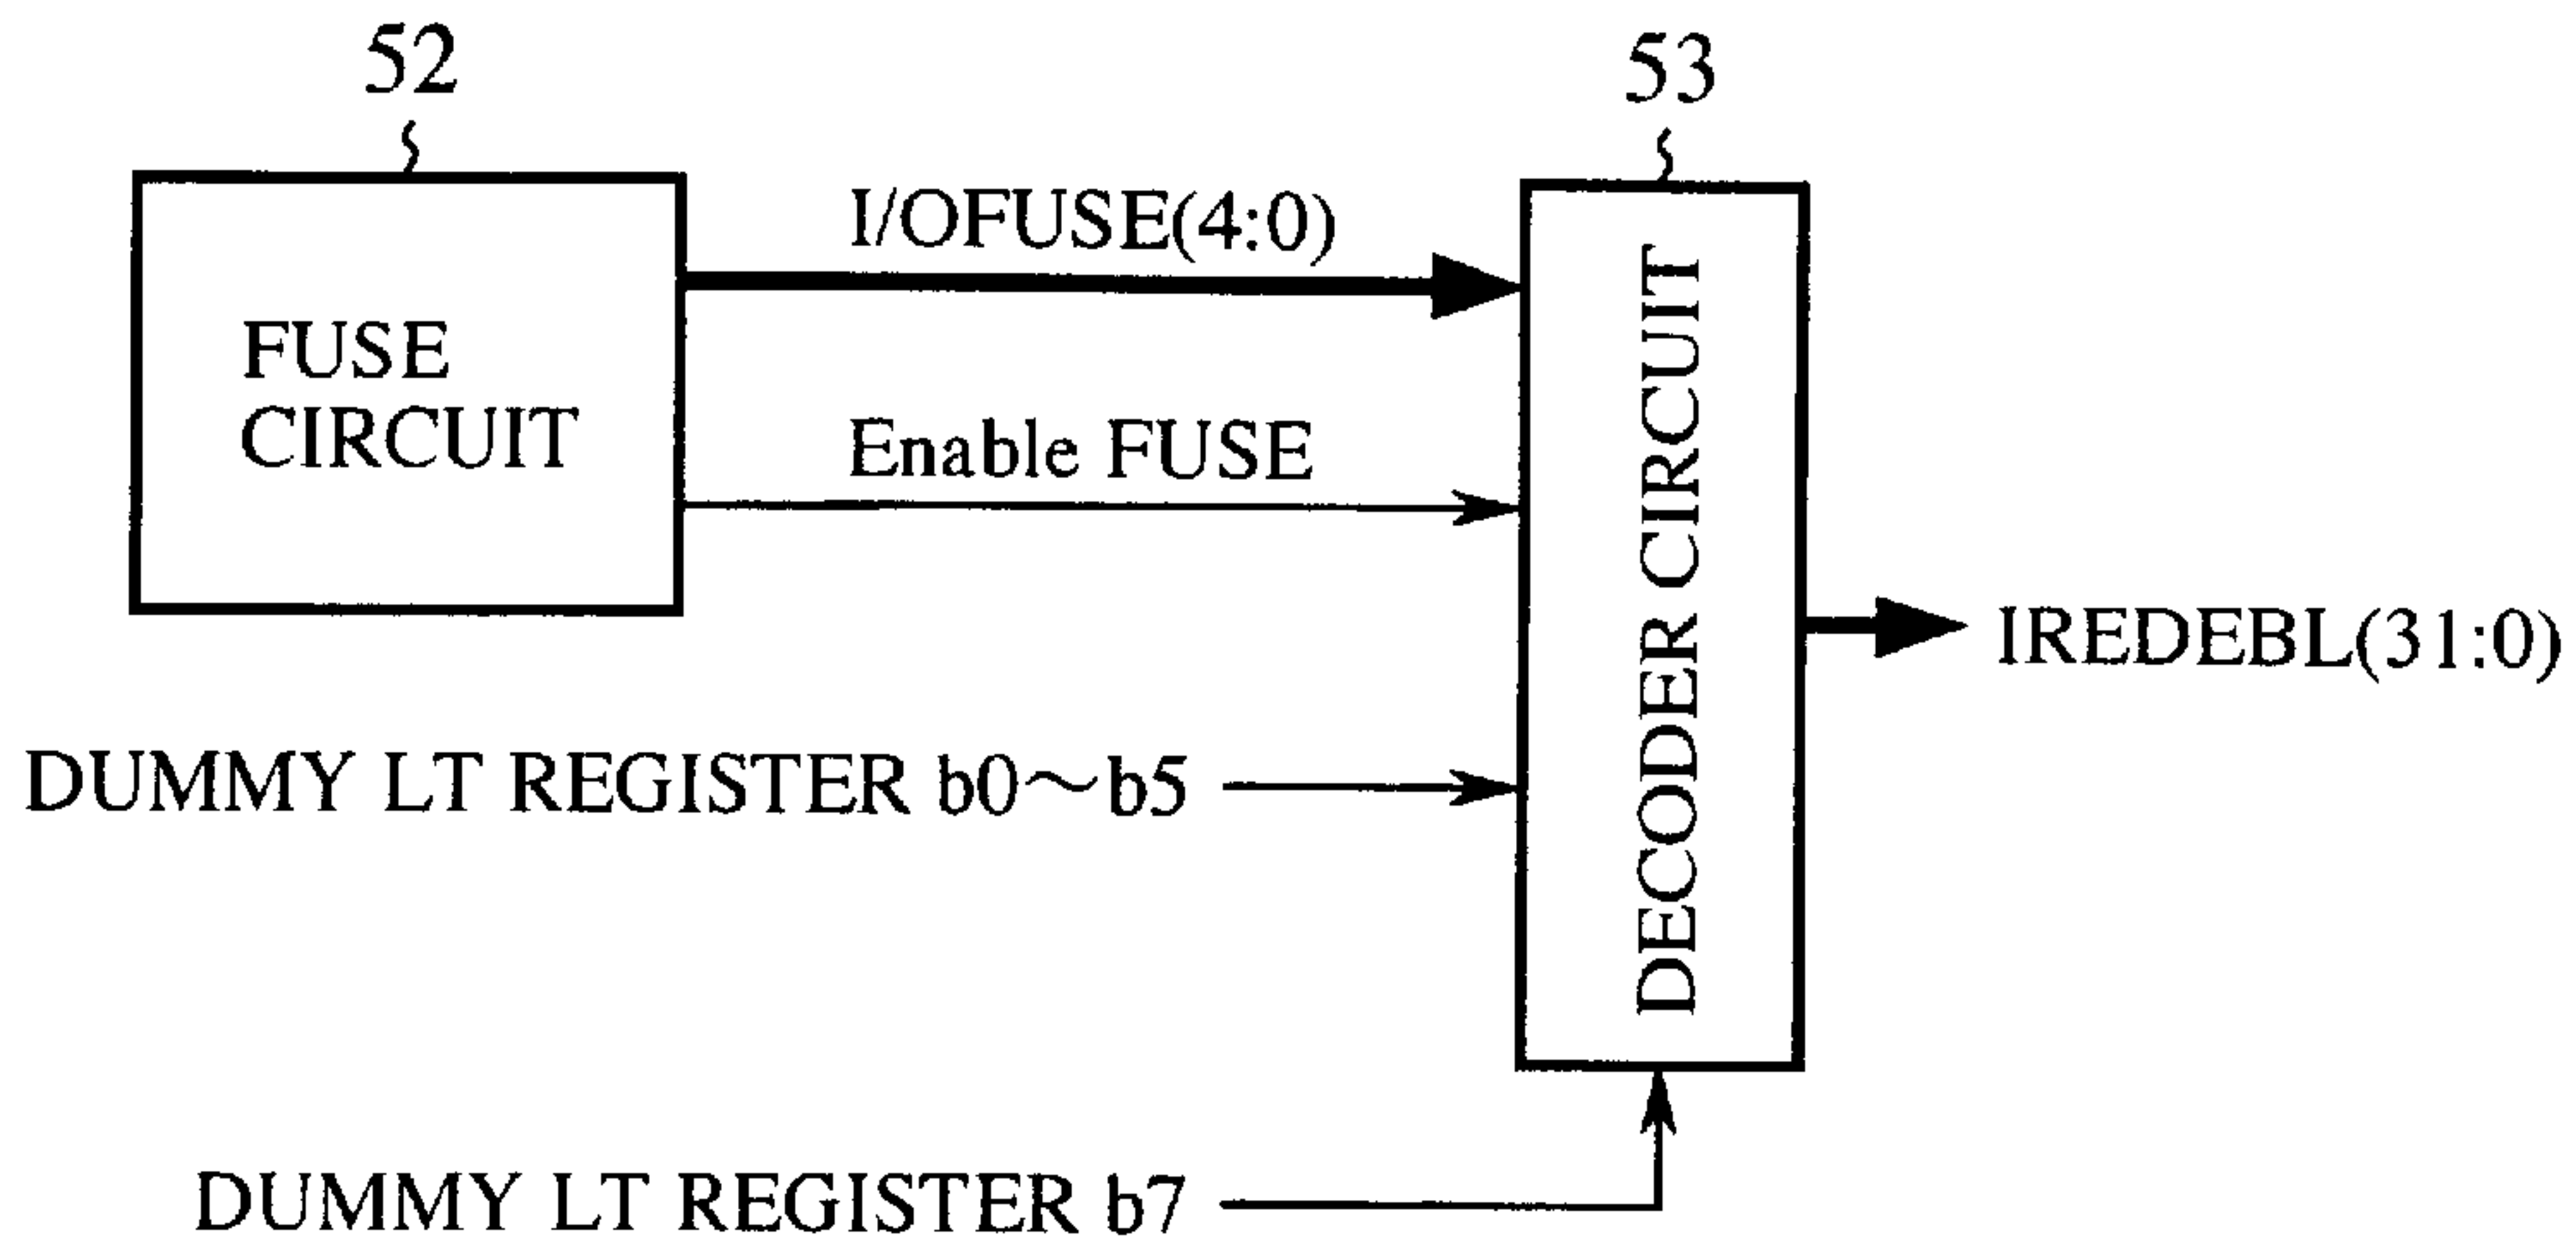 52
53
I/OFUSE(4:0)
FUSE
CIRCUIT
Enable FUSE
DECODER CIRCUIT
IREDEBL(31:0)
DUMMY LT REGISTER b0～b5
DUMMY LT REGISTER b7